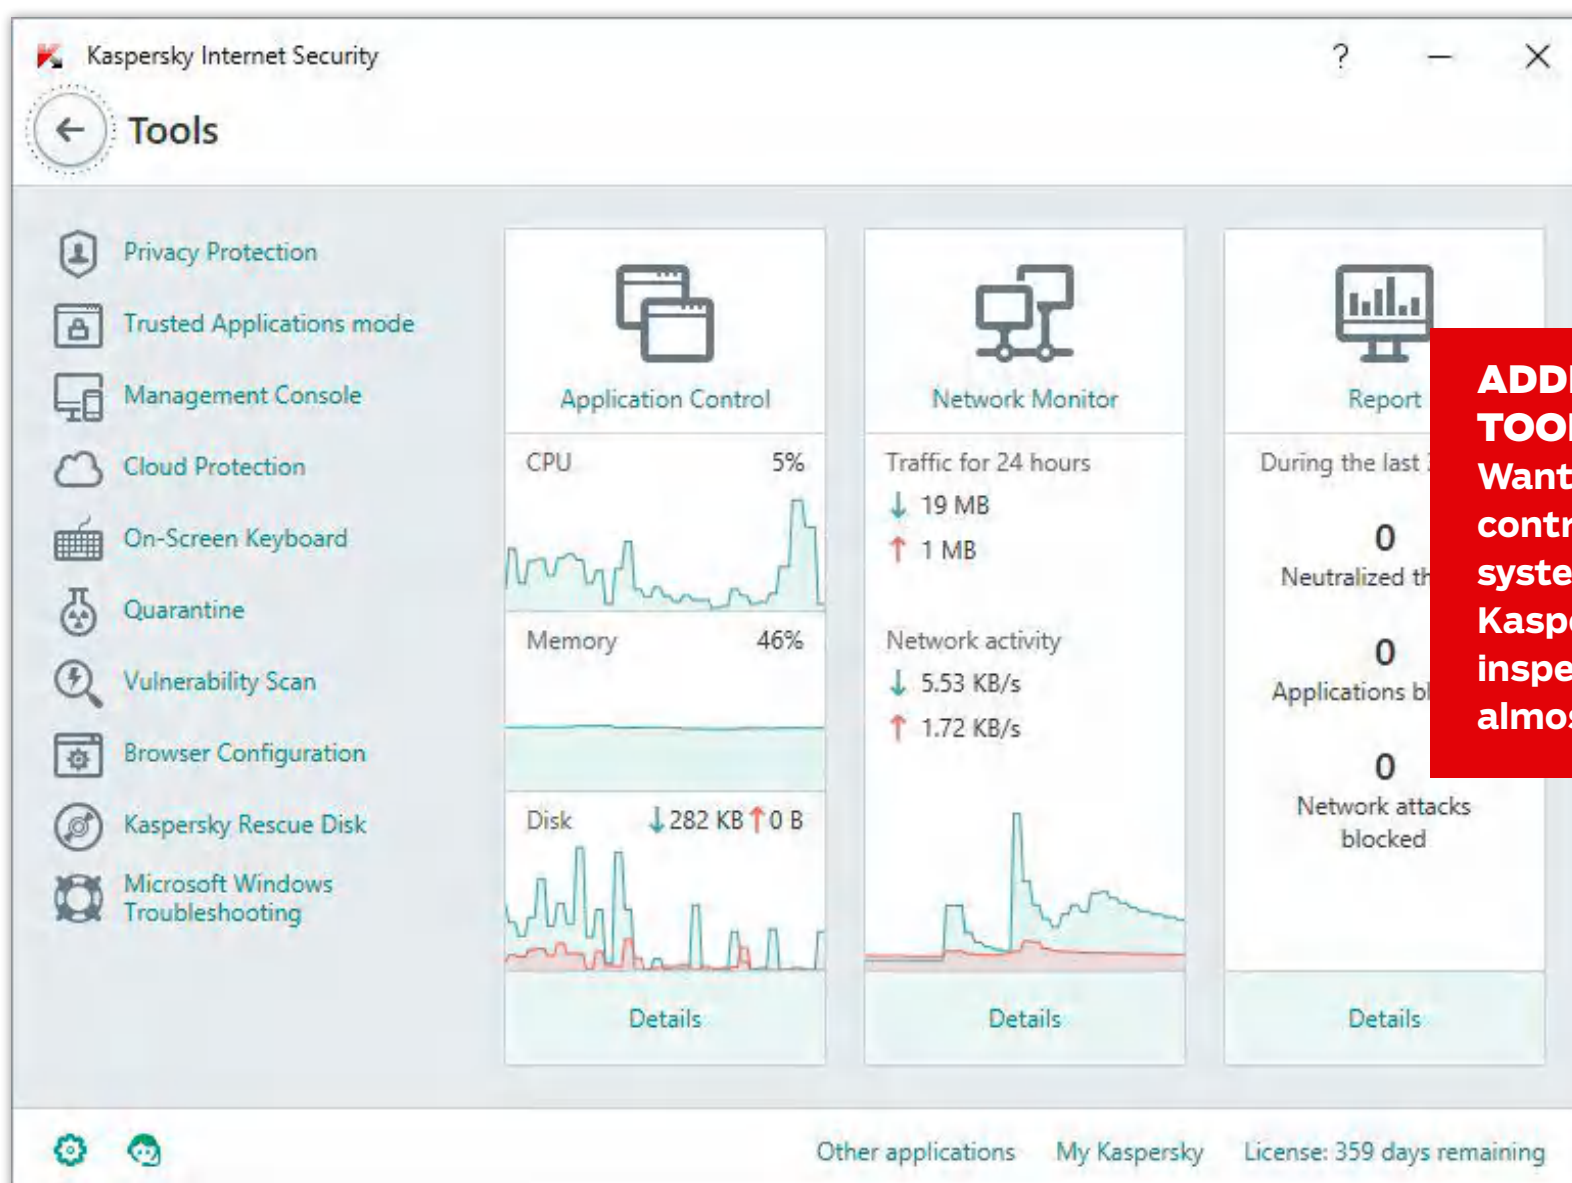 Kaspersky Internet Security
?
Tools
Privacy Protection
Trusted Applications mode
Management Console
Cloud Protection
On-Screen Keyboard
Quarantine
Vulnerability Scan
Browser Configuration
Kaspersky Rescue Disk
Microsoft Windows
Troubleshooting
Application Control
CPU 5%
Memory 46%
Disk ↓282 KB ↑0 B
Details
Network Monitor
Traffic for 24 hours
↓ 19 MB
↑ 1 MB
Network activity
↓ 5.53 KB/s
↑ 1.72 KB/s
Details
Report
During the last
0
Neutralized
0
Applications
0
Network attacks
blocked
Details
Want
Other applications
My Kaspersky
License: 359 days remaining